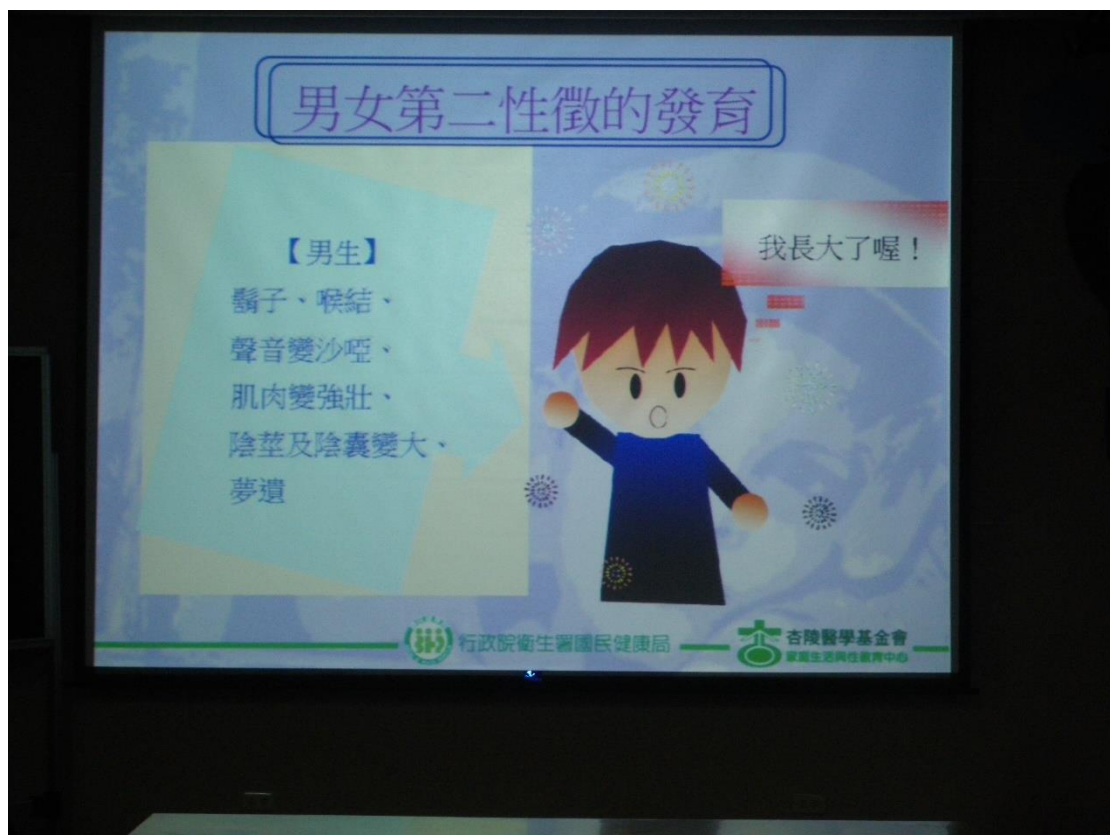 男女第二性徵的發育
【男生】
鬍子、喉結、
聲音變沙啞、
肌肉變強壯、
陰莖及陰囊變大、
夢遺
我長大了喔！
行政院衛生署國民健康局
杏陵醫學基金會
家庭生活與性教育中心